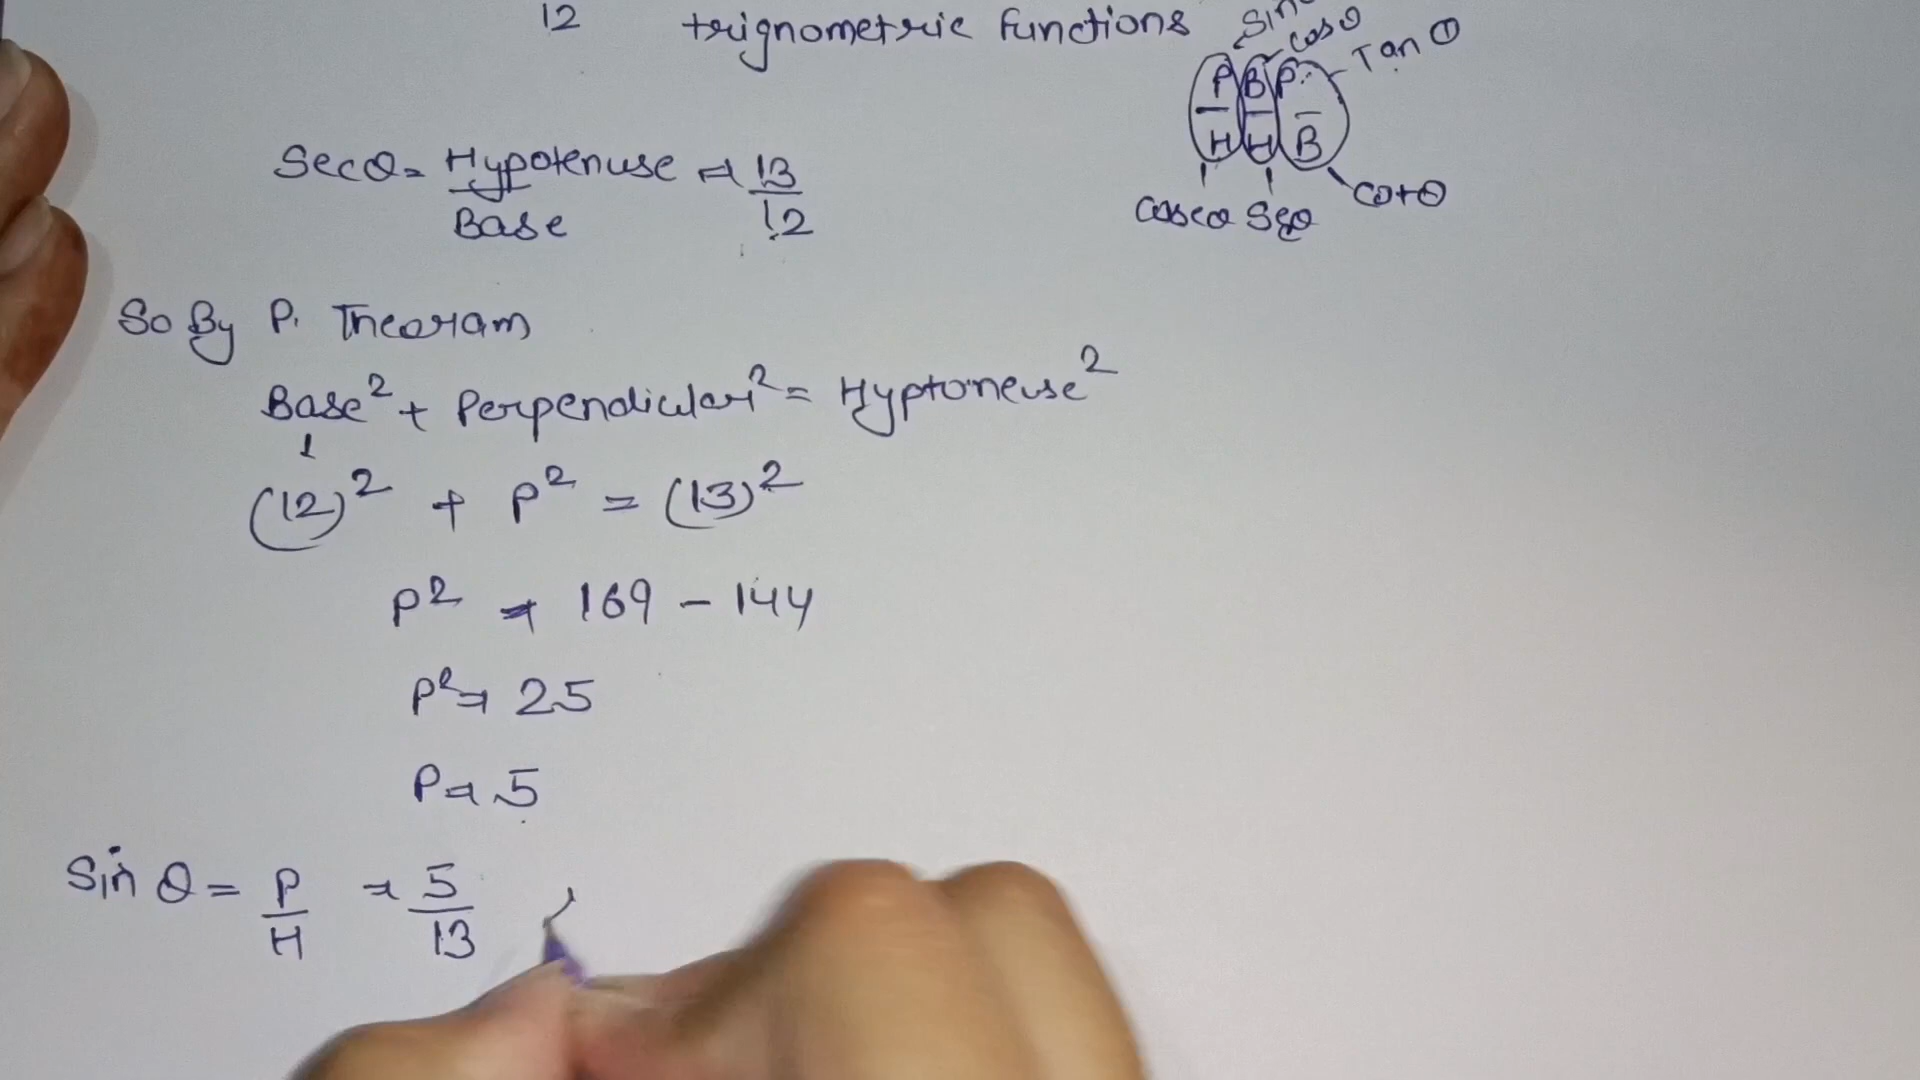 12 trignometric functions
Cosθ
Tan θ
P B P
H H B
Cosecθ Secθ Cotθ
Secθ = Hypotenuse = 13
Base 12
So By P. Theoram
Base² + Perpendicular² = Hyptoneuse²
(12)² + P² = (13)²
P² = 169 - 144
P² = 25
P = 5
Sin θ = P = 5
H 13